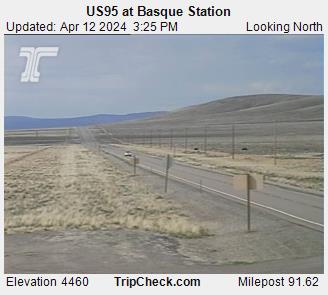 US95 at Basque Station
Updated: Apr 12 2024 3:25 PM Looking North
Elevation 4460 TripCheck.com Milepost 91.62